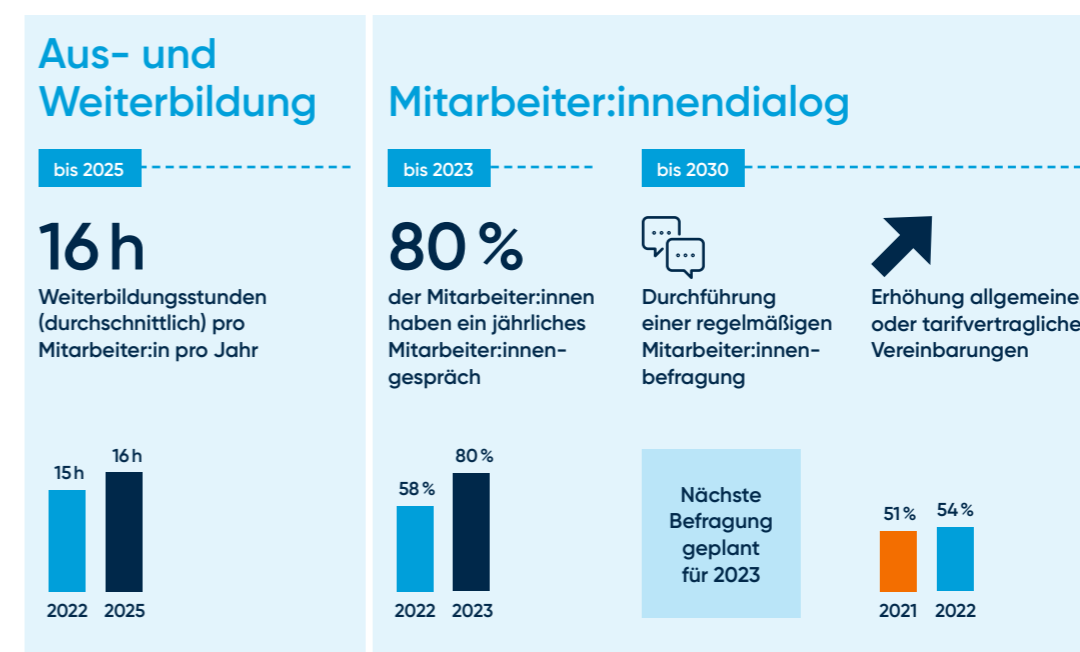 Aus- und
Weiterbildung
bis 2025
16 h
Weiterbildungsstunden
(durchschnittlich) pro
Mitarbeiter:in pro Jahr
15 h
16 h
2022
2025
Mitarbeiter:innendialog
bis 2023
80 %
der Mitarbeiter:innen
haben ein jährliches
Mitarbeiter:innen-
gespräch
58 %
80 %
2022
2023
bis 2030
Durchführung
einer regelmäßigen
Mitarbeiter:innen-
befragung
Nächste
Befragung
geplant
für 2023
Erhöhung allgemeine
oder tarifvertragliche
Vereinbarungen
51 %
54 %
2021
2022